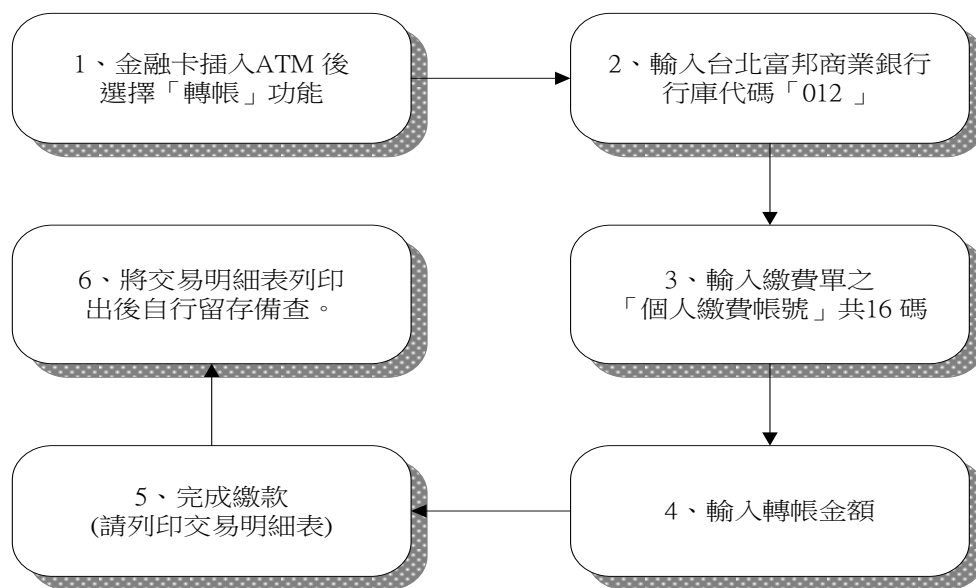 1、金融卡插入ATM 後
選擇「轉帳」功能
2、輸入台北富邦商業銀行
行庫代碼「012 」
3、輸入繳費單之
「個人繳費帳號」共16 碼
4、輸入轉帳金額
5、完成繳款
(請列印交易明細表)
6、將交易明細表列印
出後自行留存備查。